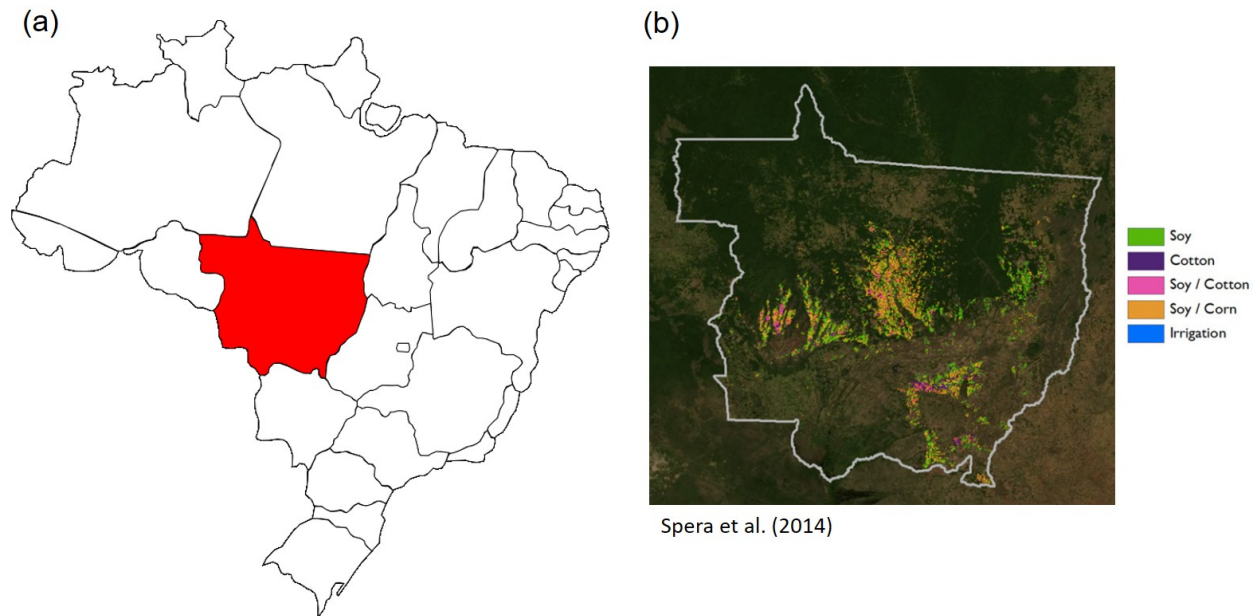 (a)
(b)
Soy
Cotton
Soy / Cotton
Soy / Corn
Irrigation
Spera et al. (2014)